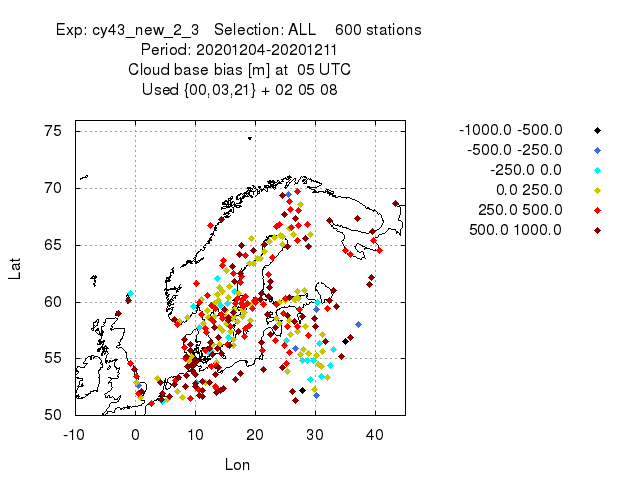 Exp: cy43_new_2_3 Selection: ALL 600 stations
Period: 20201204-20201211
Cloud base bias [m] at 05 UTC
Used {00,03,21} + 02 05 08
-1000.0 -500.0
-500.0 -250.0
-250.0 0.0
0.0 250.0
250.0 500.0
500.0 1000.0
75
70
65
60
55
50
Lat
-10 0 10 20 30 40
Lon